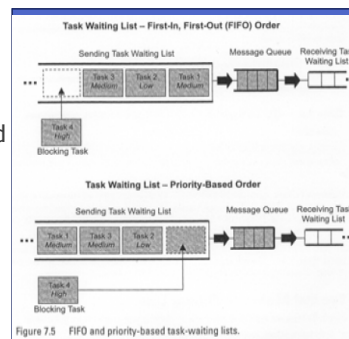 Task Waiting List – First-In, First-Out (FIFO) Order
Sending Task Waiting List
Message Queue
Receiving Task
Waiting List
Task 3
Medium
Task 2
Low
Task 1
Medium
Task 4
High
Blocking Task
Task Waiting List – Priority-Based Order
Sending Task Waiting List
Message Queue
Receiving Task
Waiting List
Task 1
Medium
Task 3
Medium
Task 2
Low
Task 4
High
Blocking Task
Figure 7.5 FIFO and priority-based task-waiting lists.